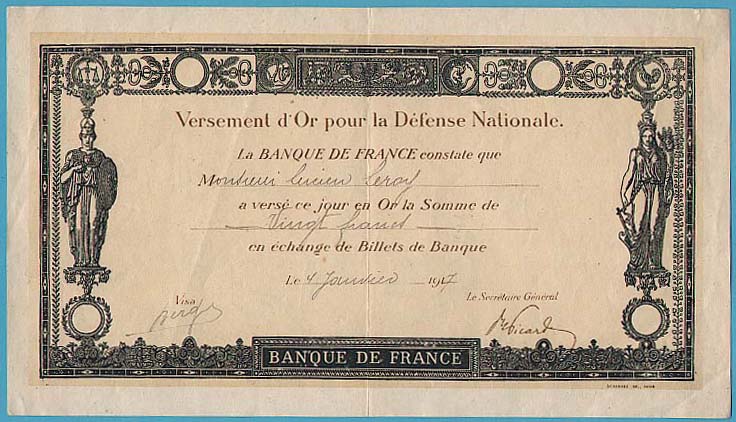 Versement d'Or pour la Défense Nationale.
La BANQUE DE FRANCE constate que
Monsieur Lucien Leroy
a versé ce jour en Or la Somme de
Vingt francs
en échange de Billets de Banque
Le 4 Janvier 1917
Visa
Le Secrétaire Général
Picard
BANQUE DE FRANCE